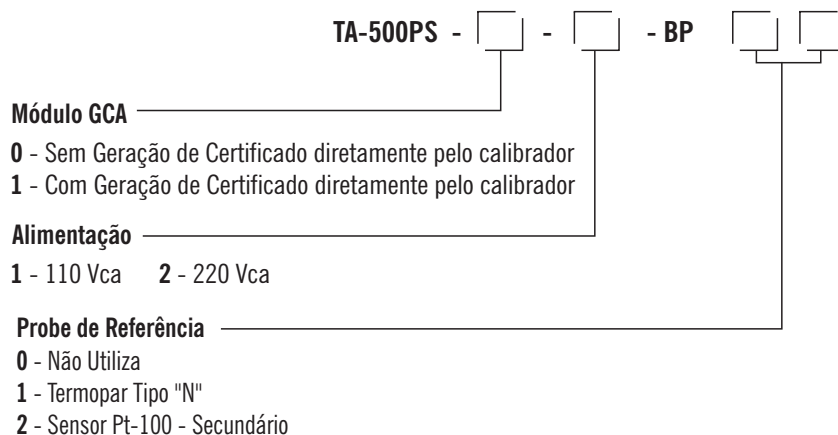 TA-500PS - - - BP
Módulo GCA
0 - Sem Geração de Certificado diretamente pelo calibrador
1 - Com Geração de Certificado diretamente pelo calibrador
Alimentação
1 - 110 Vca 2 - 220 Vca
Probe de Referência
0 - Não Utiliza
1 - Termopar Tipo "N"
2 - Sensor Pt-100 - Secundário